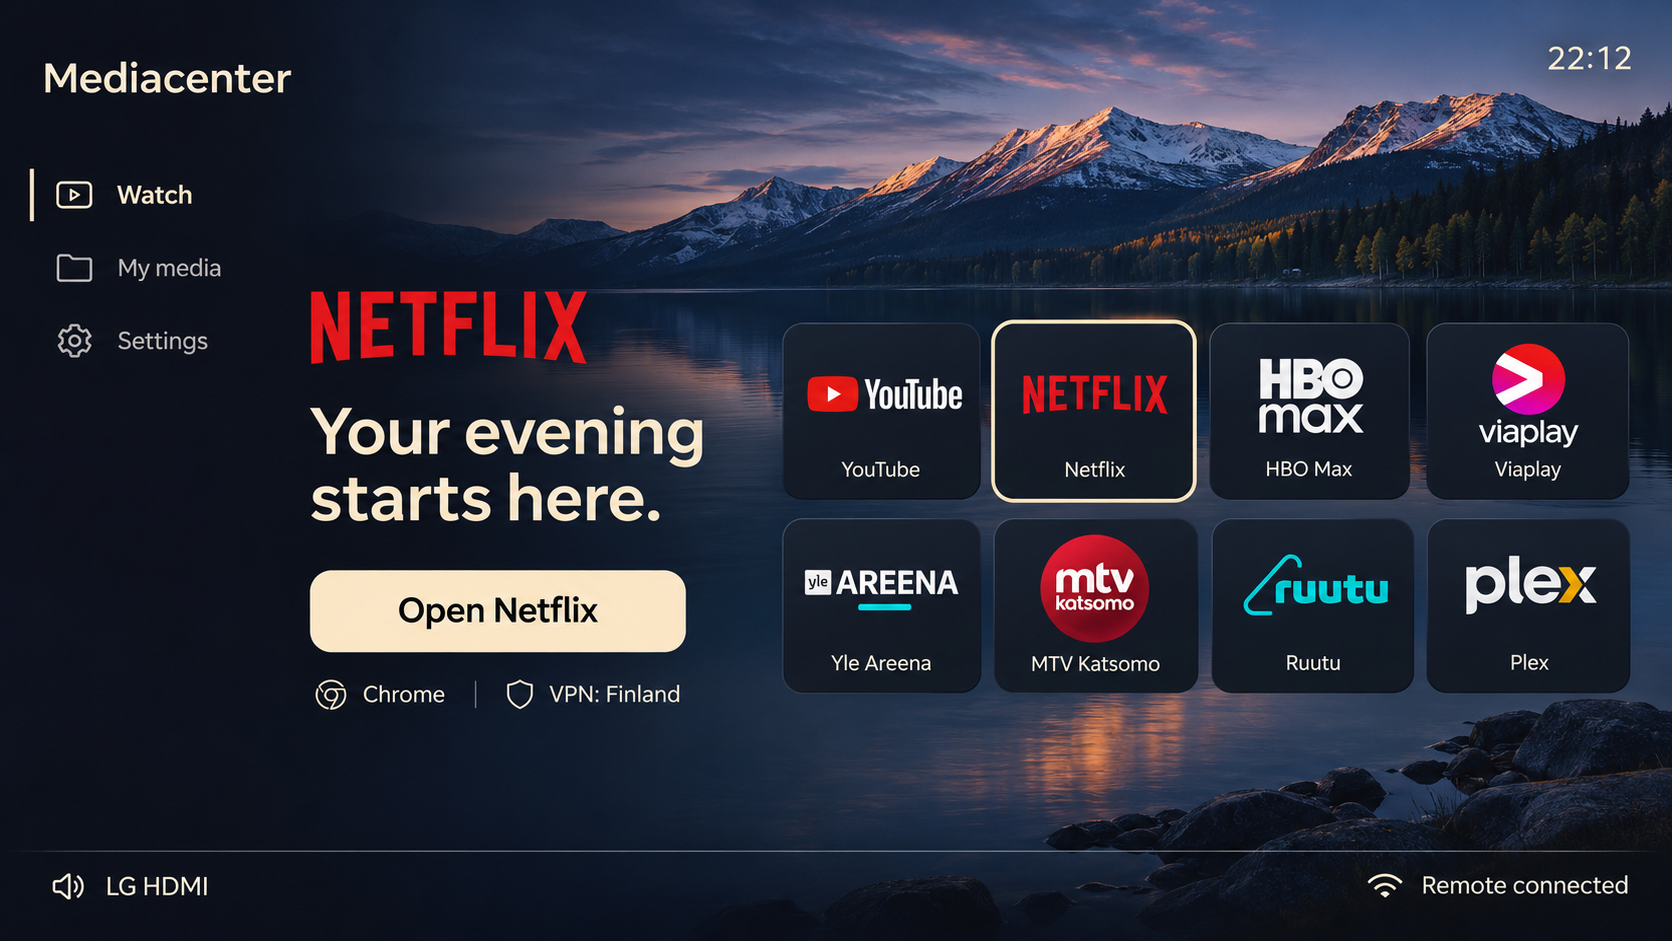 Mediacenter
22:12
Watch
My media
Settings
NETFLIX
Your evening
starts here.
Open Netflix
Chrome
VPN: Finland
YouTube
YouTube
NETFLIX
Netflix
HBO
max
HBO Max
viaplay
Viaplay
yle AREENA
Yle Areena
mtv
katsomo
MTV Katsomo
ruutu
Ruutu
plex
Plex
LG HDMI
Remote connected